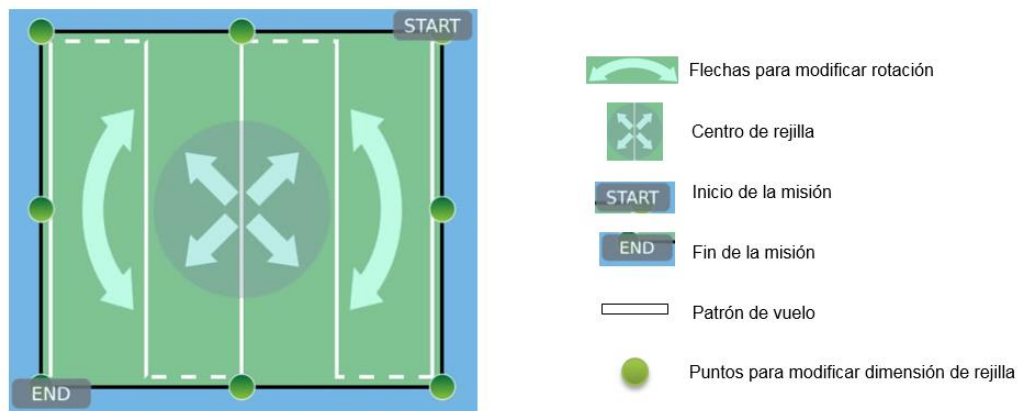 START
END
Flechas para modificar rotación
Centro de rejilla
START
Inicio de la misión
END
Fin de la misión
Patrón de vuelo
Puntos para modificar dimensión de rejilla